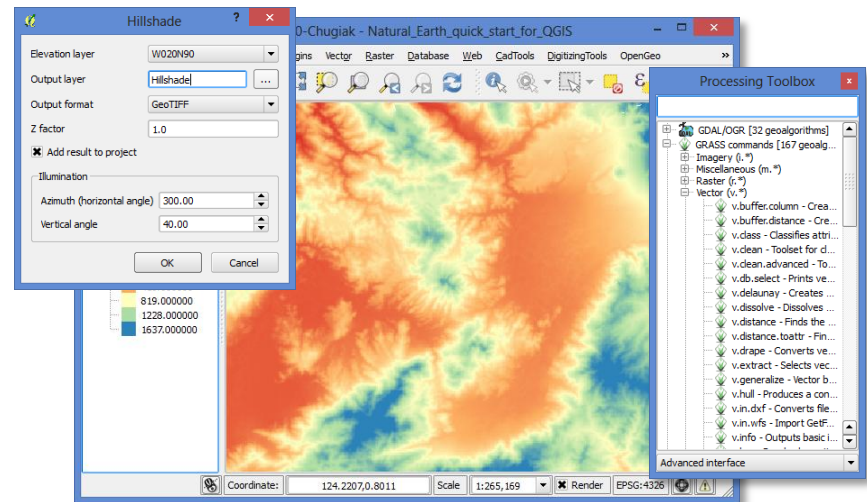 Hillshade ? ×
Elevation layer W020N90
Output layer Hillshade ...
Output format GeoTIFF
Z factor 1.0
Add result to project
Illumination
Azimuth (horizontal angle) 300.00
Vertical angle 40.00
OK Cancel
0-Chugiak - Natural_Earth_quick_start_for_QGIS
gins Vector Raster Database Web CadTools DigitizingTools OpenGeo »
819.000000
1228.000000
1637.000000
Coordinate: 124.2207,0.8011 Scale 1:265,169 Render EPSG:4326
Processing Toolbox x
GDAL/OGR [32 geoalgorithms]
GRASS commands [167 geoalg...
Imagery (i.*)
Miscellaneous (m.*)
Raster (r.*)
Vector (v.*)
v.buffer.column - Crea...
v.buffer.distance - Cre...
v.class - Classifies attri...
v.clean - Toolset for cl...
v.clean.advanced - To...
v.db.select - Prints ve...
v.delaunay - Creates ...
v.dissolve - Dissolves ...
v.distance - Finds the ...
v.distance.toattr - Fin...
v.drape - Converts ve...
v.extract - Selects vec...
v.generalize - Vector b...
v.hull - Produces a con...
v.in.dxf - Converts file...
v.in.wfs - Import GetF...
v.info - Outputs basic i...
Advanced interface